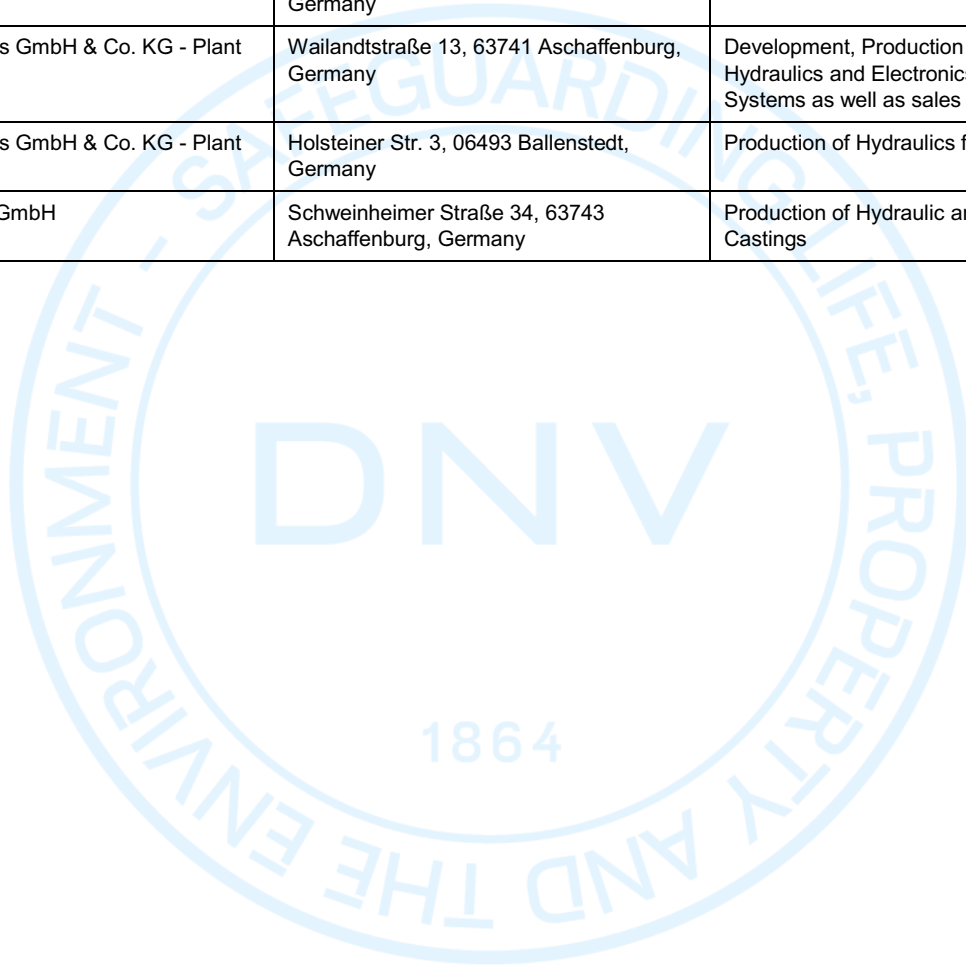 Germany
s GmbH & Co. KG - Plant
Wailandtstraße 13, 63741 Aschaffenburg,
Germany
Development, Production
Hydraulics and Electronics
Systems as well as sales
s GmbH & Co. KG - Plant
Holsteiner Str. 3, 06493 Ballenstedt,
Germany
Production of Hydraulics f
GmbH
Schweinheimer Straße 34, 63743
Aschaffenburg, Germany
Production of Hydraulic an
Castings
SAFEGUARDING LIFE, PROPERTY AND THE ENVIRONMENT -
DNV
1864